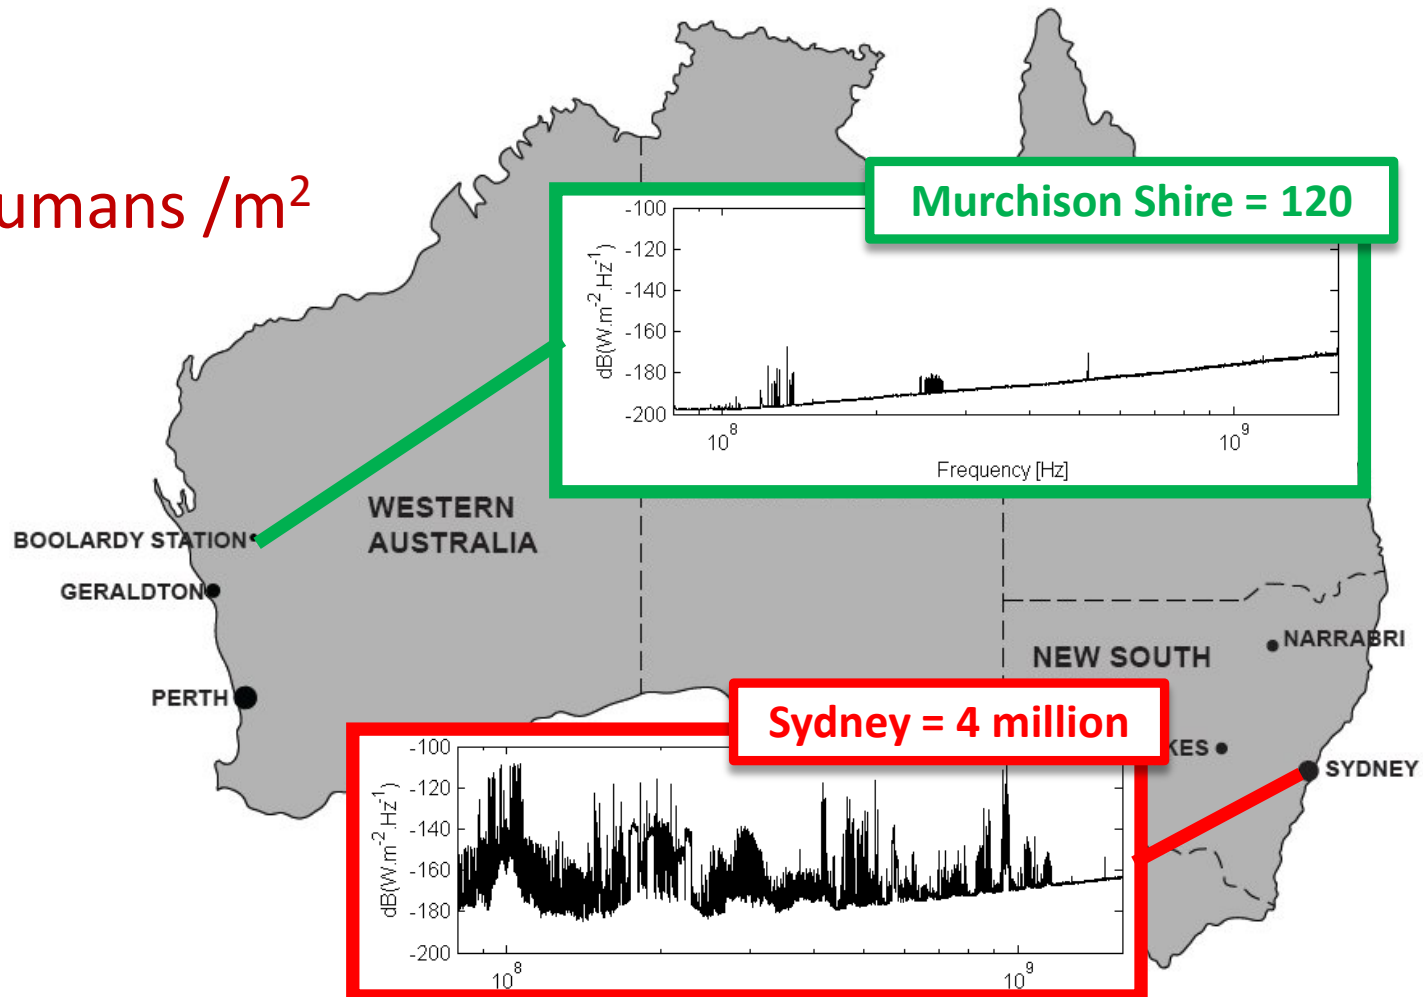 umans /m²
Murchison Shire = 120
-100
-120
-140
-160
-180
-200
dB(W.m⁻².Hz⁻¹)
10⁸
10⁹
Frequency [Hz]
WESTERN
AUSTRALIA
BOOLARDY STATION
GERALDTON
PERTH
NEW SOUTH
NARRABRI
Sydney = 4 million
KES
SYDNEY
-100
-120
-140
-160
-180
-200
dB(W.m⁻².Hz⁻¹)
10⁸
10⁹